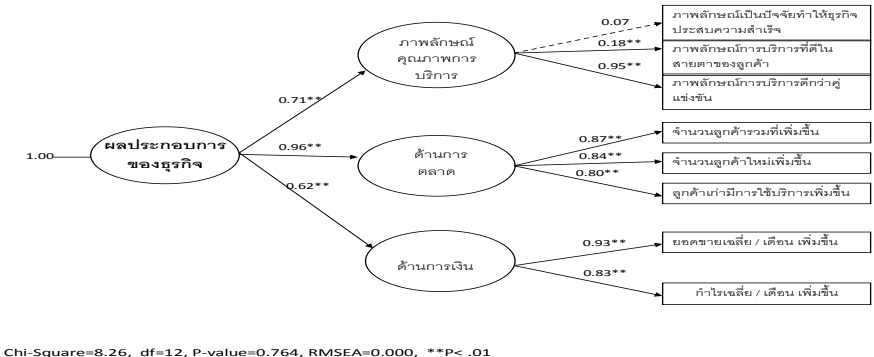 0.07
ภาพลักษณ์เป็นปัจจัยทำให้ธุรกิจ
ประสบความสำเร็จ
ภาพลักษณ์
คุณภาพการ
บริการ
0.18**
ภาพลักษณ์การบริการที่ดีใน
สายตาของลูกค้า
0.95**
ภาพลักษณ์การบริการดีกว่าคู่
แข่งขัน
0.71**
1.00
ผลประกอบการ
ของธุรกิจ
0.96**
ด้านการ
ตลาด
0.87**
จำนวนลูกค้ารวมที่เพิ่มขึ้น
0.84**
จำนวนลูกค้าใหม่เพิ่มขึ้น
0.80**
ลูกค้าเก่ามีการใช้บริการเพิ่มขึ้น
0.62**
ด้านการเงิน
0.93**
ยอดขายเฉลี่ย / เดือน เพิ่มขึ้น
0.83**
กำไรเฉลี่ย / เดือน เพิ่มขึ้น
Chi-Square=8.26, df=12, P-value=0.764, RMSEA=0.000, **P< .01